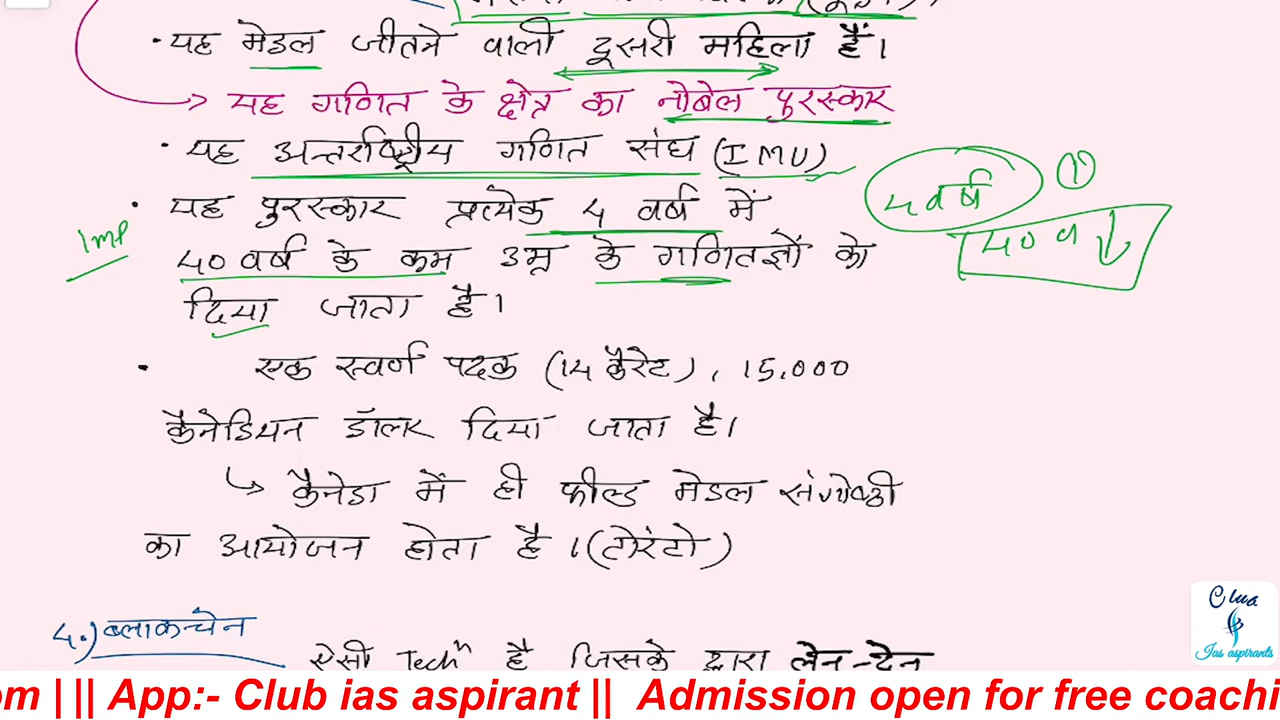 • यह मेडल जीतने वाली दूसरी महिला हैं।
→ यह गणित के क्षेत्र का नोबेल पुरस्कार
• यह अन्तर्राष्ट्रीय गणित संघ (IMU)
• यह पुरस्कार प्रत्येक 4 वर्ष में
4 वर्ष ①
40 व ↓
Imp
40 वर्ष के कम उम्र के गणितज्ञों को
दिया जाता है।
• एक स्वर्ण पदक (14 कैरेट), 15,000
कैनेडियन डॉलर दिया जाता है।
↳ कैनेडा में ही फील्ड मेडल संगोष्ठी
का आयोजन होता है। (टोरंटो)
4.) ब्लाकचेन
ऐसी Techⁿ है जिसके द्वारा लेन-देन
Club
Ias aspirants
om | || App:- Club ias aspirant || Admission open for free coachi